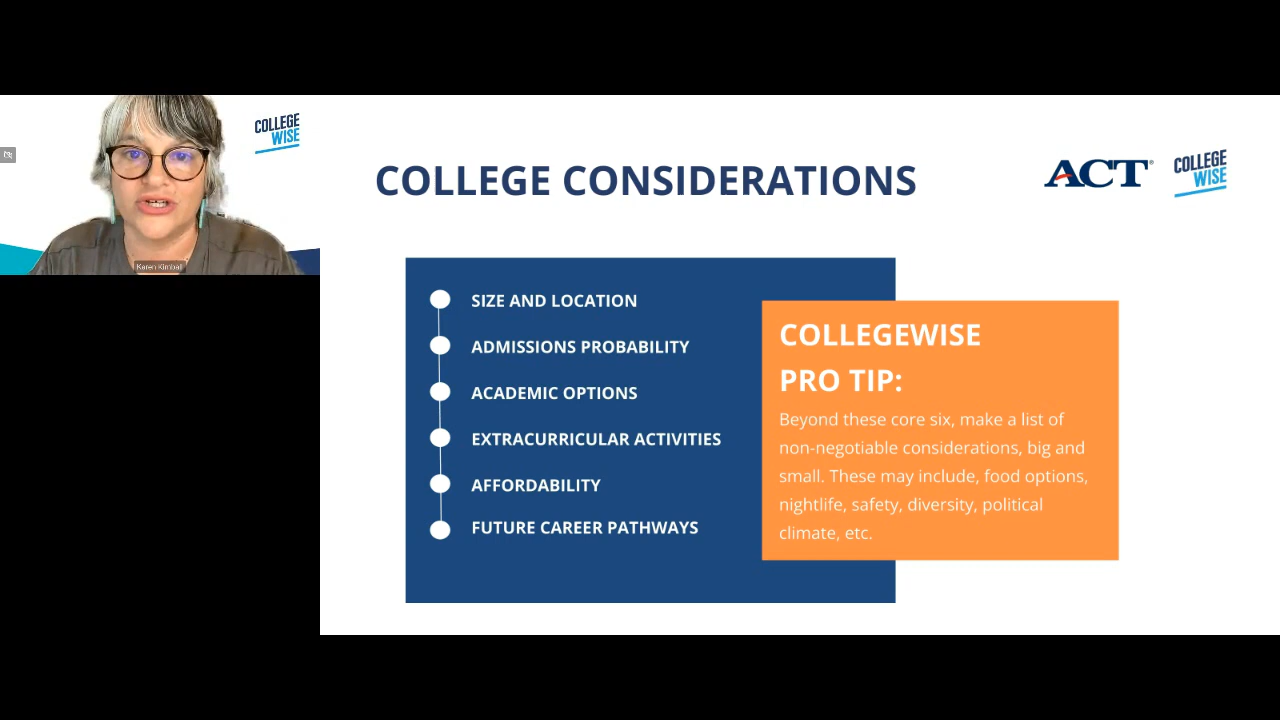 COLLEGE
WISE
Karen Kimball
COLLEGE CONSIDERATIONS
ACT®
COLLEGE
WISE
SIZE AND LOCATION
ADMISSIONS PROBABILITY
ACADEMIC OPTIONS
EXTRACURRICULAR ACTIVITIES
AFFORDABILITY
FUTURE CAREER PATHWAYS
COLLEGEWISE
PRO TIP:
Beyond these core six, make a list of
non-negotiable considerations, big and
small. These may include, food options,
nightlife, safety, diversity, political
climate, etc.